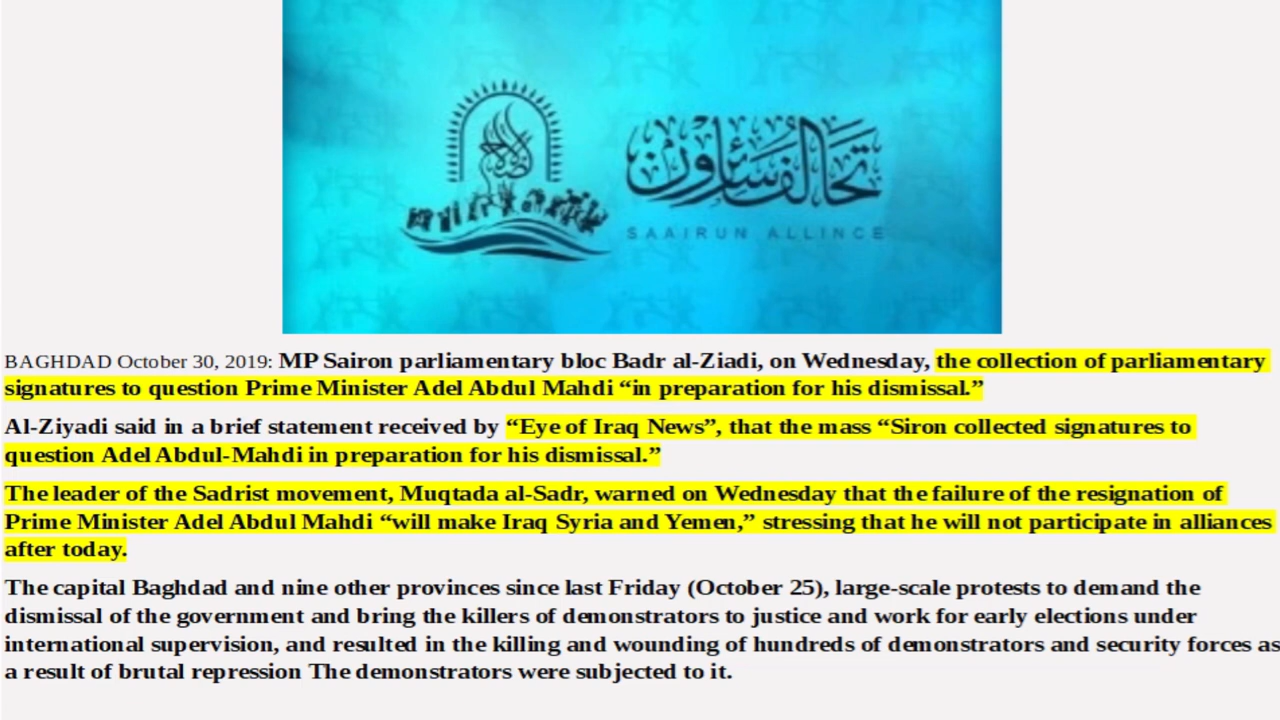 تحالف سائرون
SAAIRUN ALLINCE
BAGHDAD October 30, 2019: MP Sairon parliamentary bloc Badr al-Ziadi, on Wednesday, the collection of parliamentary
signatures to question Prime Minister Adel Abdul Mahdi “in preparation for his dismissal.”
Al-Ziyadi said in a brief statement received by “Eye of Iraq News”, that the mass “Siron collected signatures to
question Adel Abdul-Mahdi in preparation for his dismissal.”
The leader of the Sadrist movement, Muqtada al-Sadr, warned on Wednesday that the failure of the resignation of
Prime Minister Adel Abdul Mahdi “will make Iraq Syria and Yemen,” stressing that he will not participate in alliances
after today.
The capital Baghdad and nine other provinces since last Friday (October 25), large-scale protests to demand the
dismissal of the government and bring the killers of demonstrators to justice and work for early elections under
international supervision, and resulted in the killing and wounding of hundreds of demonstrators and security forces as
a result of brutal repression The demonstrators were subjected to it.